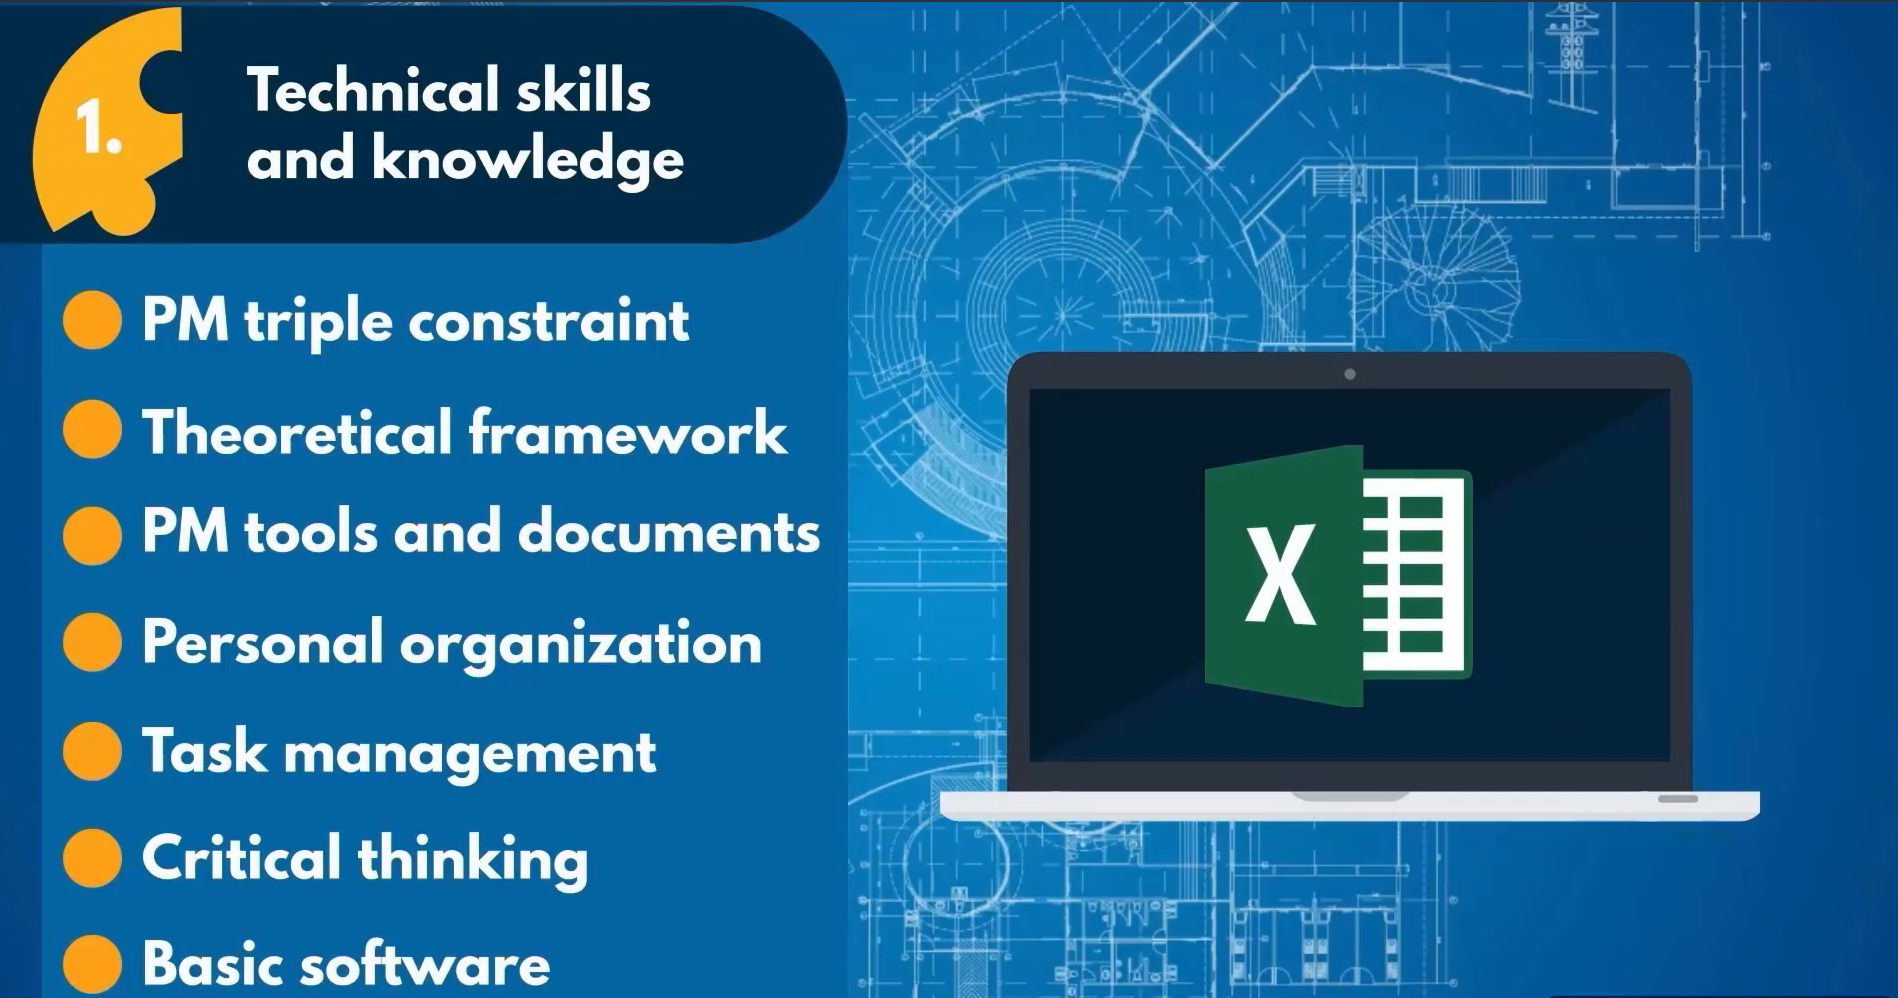 1.
Technical skills
and knowledge
PM triple constraint
Theoretical framework
PM tools and documents
Personal organization
Task management
Critical thinking
Basic software
X